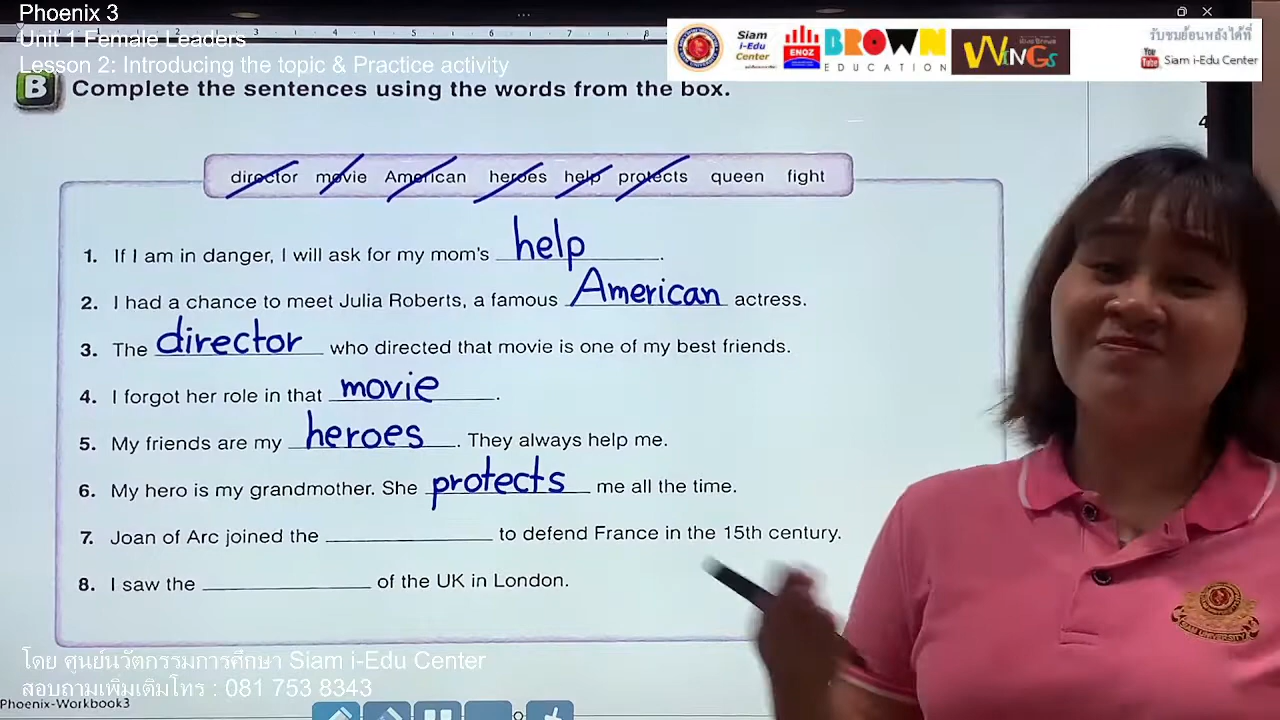 Phoenix 3
Unit 1 Female Leaders
Lesson 2: Introducing the topic & Practice activity
Siam
i-Edu
Center
ENOZ
BROWN
EDUCATION
WINGS
รับชมย้อนหลังได้ที่
You
Tube
Siam i-Edu Center
B Complete the sentences using the words from the box.
director movie American heroes help protects queen fight
1. If I am in danger, I will ask for my mom's help.
2. I had a chance to meet Julia Roberts, a famous American actress.
3. The director who directed that movie is one of my best friends.
4. I forgot her role in that movie.
5. My friends are my heroes. They always help me.
6. My hero is my grandmother. She protects me all the time.
7. Joan of Arc joined the ____________ to defend France in the 15th century.
8. I saw the ____________ of the UK in London.
SIAM UNIVERSITY
โดย ศูนย์นวัตกรรมการศึกษา Siam i-Edu Center
สอบถามเพิ่มเติมโทร : 081 753 8343
Phoenix-Workbook3